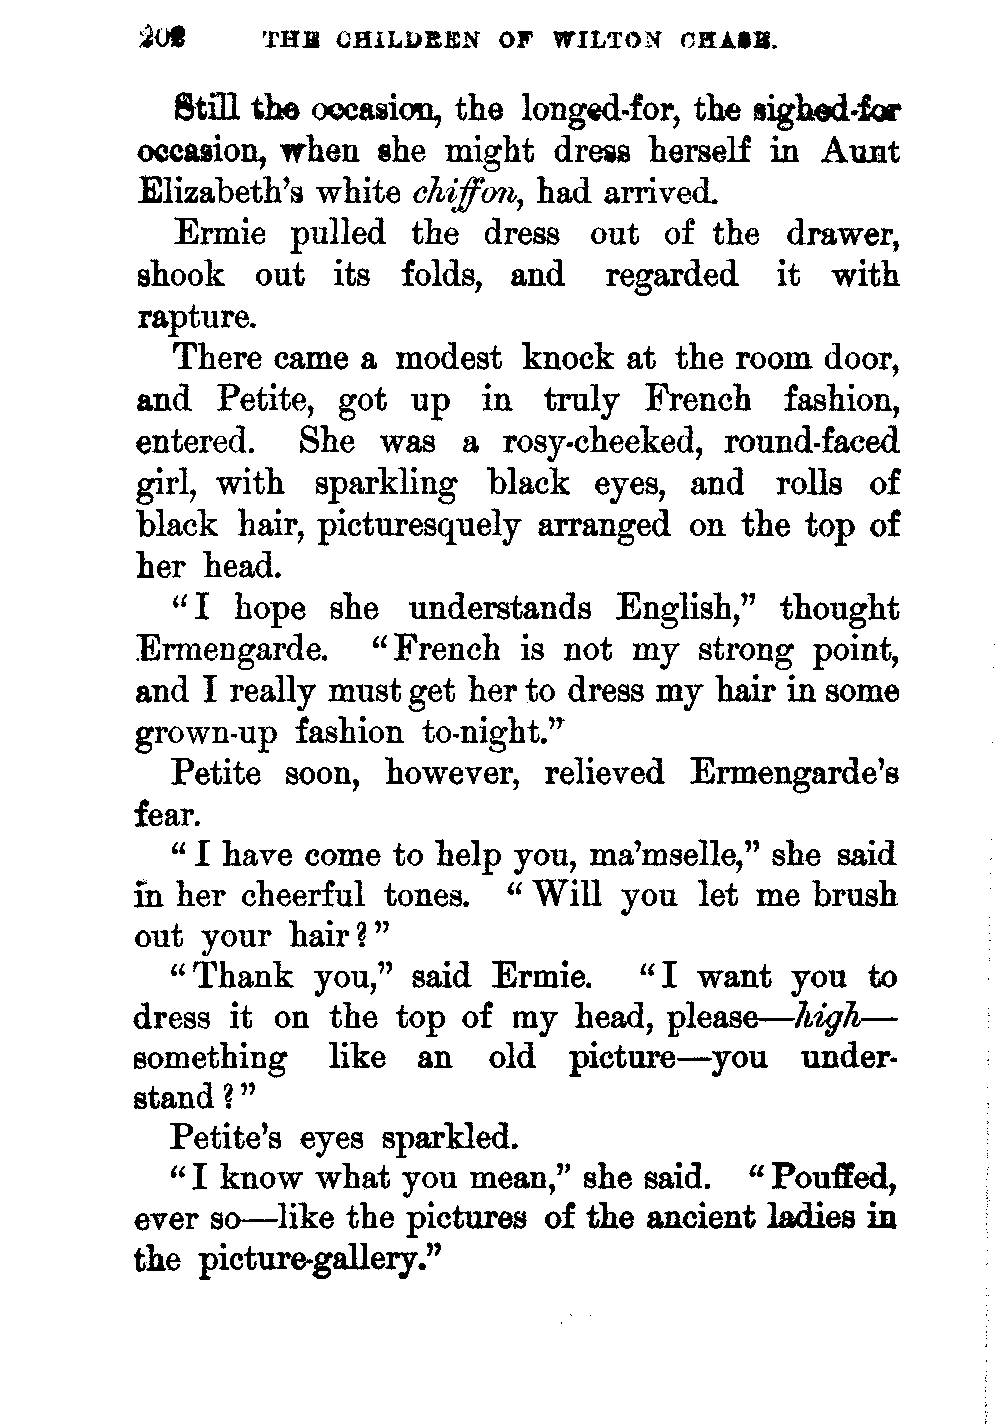 202 THE CHILDREN OF WILTON CHASE.
Still the occasion, the longed-for, the sighed-for
occasion, when she might dress herself in Aunt
Elizabeth's white chiffon, had arrived.
Ermie pulled the dress out of the drawer,
shook out its folds, and regarded it with
rapture.
There came a modest knock at the room door,
and Petite, got up in truly French fashion,
entered. She was a rosy-cheeked, round-faced
girl, with sparkling black eyes, and rolls of
black hair, picturesquely arranged on the top of
her head.
"I hope she understands English," thought
Ermengarde. "French is not my strong point,
and I really must get her to dress my hair in some
grown-up fashion to-night."
Petite soon, however, relieved Ermengarde's
fear.
"I have come to help you, ma'mselle," she said
in her cheerful tones. "Will you let me brush
out your hair?"
"Thank you," said Ermie. "I want you to
dress it on the top of my head, please—high—
something like an old picture—you under-
stand?"
Petite's eyes sparkled.
"I know what you mean," she said. "Pouffed,
ever so—like the pictures of the ancient ladies in
the picture-gallery."